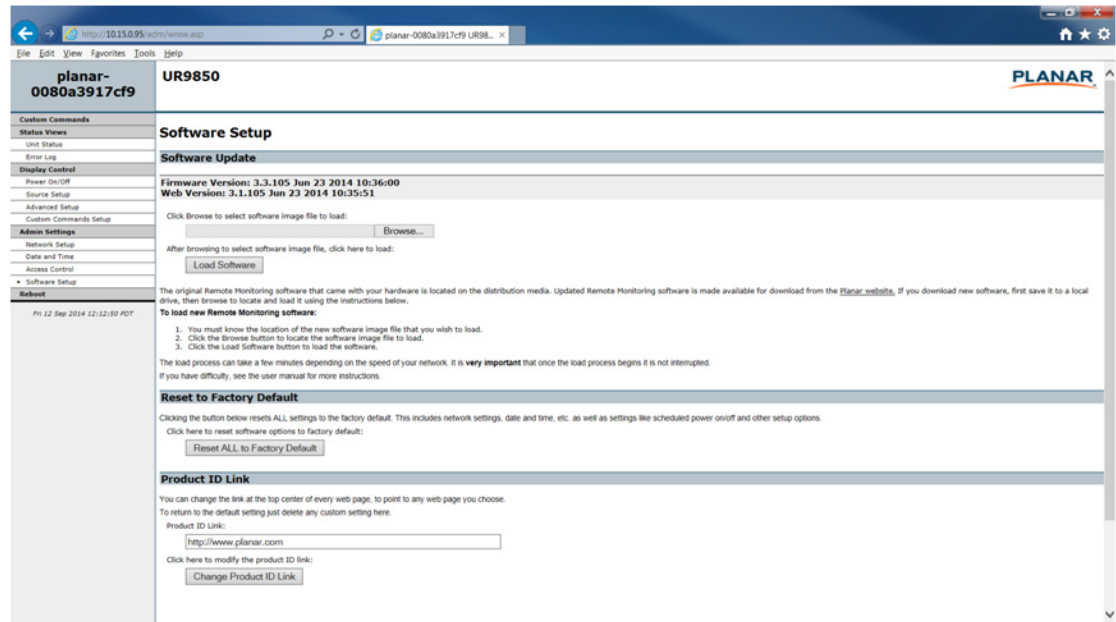 http://10.15.0.95/adm/wnsw.asp
planar-0080a3917cf9 UR98...
File Edit View Favorites Tools Help
planar-
0080a3917cf9
UR9850
PLANAR
Custom Commands
Status Views
Unit Status
Error Log
Display Control
Power On/Off
Source Setup
Advanced Setup
Custom Commands Setup
Admin Settings
Network Setup
Date and Time
Access Control
Software Setup
Reboot
Fri 12 Sep 2014 12:12:50 PDT
Software Setup
Software Update
Firmware Version: 3.3.105 Jun 23 2014 10:36:00
Web Version: 3.1.105 Jun 23 2014 10:35:51
Click Browse to select software image file to load:
Browse...
After browsing to select software image file, click here to load:
Load Software
The original Remote Monitoring software that came with your hardware is located on the distribution media. Updated Remote Monitoring software is made available for download from the Planar website. If you download new software, first save it to a local
drive, then browse to locate and load it using the instructions below.
To load new Remote Monitoring software:
1. You must know the location of the new software image file that you wish to load.
2. Click the Browse button to locate the software image file to load.
3. Click the Load Software button to load the software.
The load process can take a few minutes depending on the speed of your network. It is very important that once the load process begins it is not interrupted.
If you have difficulty, see the user manual for more instructions.
Reset to Factory Default
Clicking the button below resets ALL settings to the factory default. This includes network settings, date and time, etc. as well as settings like scheduled power on/off and other setup options.
Click here to reset software options to factory default:
Reset ALL to Factory Default
Product ID Link
You can change the link at the top center of every web page, to point to any web page you choose.
To return to the default setting just delete any custom setting here.
Product ID Link:
http://www.planar.com
Click here to modify the product ID link:
Change Product ID Link